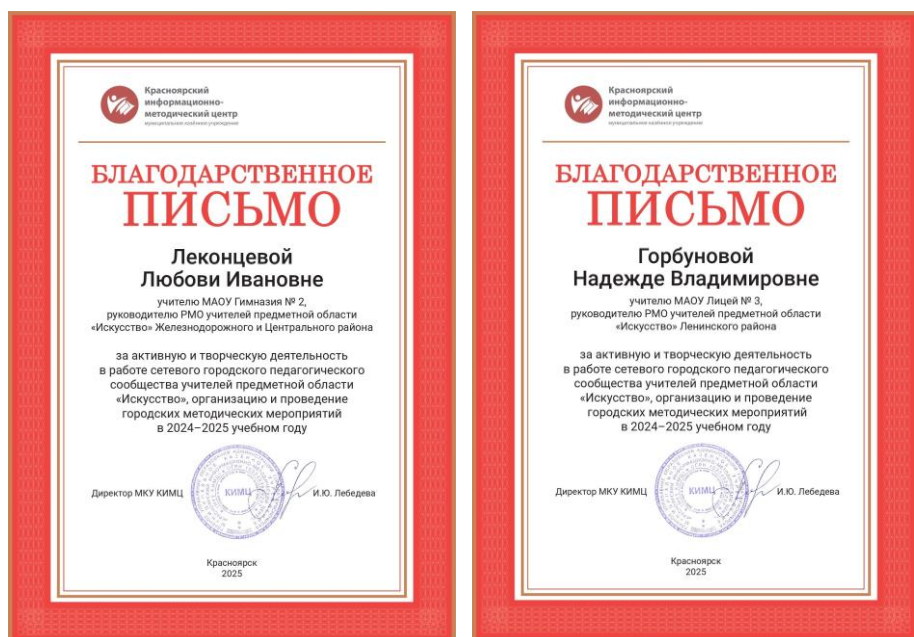 Красноярский
информационно-
методический центр
муниципальное казённое учреждение
БЛАГОДАРСТВЕННОЕ
ПИСЬМО
Леконцевой
Любови Ивановне
учителю МАОУ Гимназия № 2,
руководителю РМО учителей предметной области
«Искусство» Железнодорожного и Центрального района
за активную и творческую деятельность
в работе сетевого городского педагогического
сообщества учителей предметной области
«Искусство», организацию и проведение
городских методических мероприятий
в 2024–2025 учебном году
Директор МКУ КИМЦ
КИМЦ
И.Ю. Лебедева
Красноярск
2025
Красноярский
информационно-
методический центр
муниципальное казённое учреждение
БЛАГОДАРСТВЕННОЕ
ПИСЬМО
Горбуновой
Надежде Владимировне
учителю МАОУ Лицей № 3,
руководителю РМО учителей предметной области
«Искусство» Ленинского района
за активную и творческую деятельность
в работе сетевого городского педагогического
сообщества учителей предметной области
«Искусство», организацию и проведение
городских методических мероприятий
в 2024–2025 учебном году
Директор МКУ КИМЦ
КИМЦ
И.Ю. Лебедева
Красноярск
2025